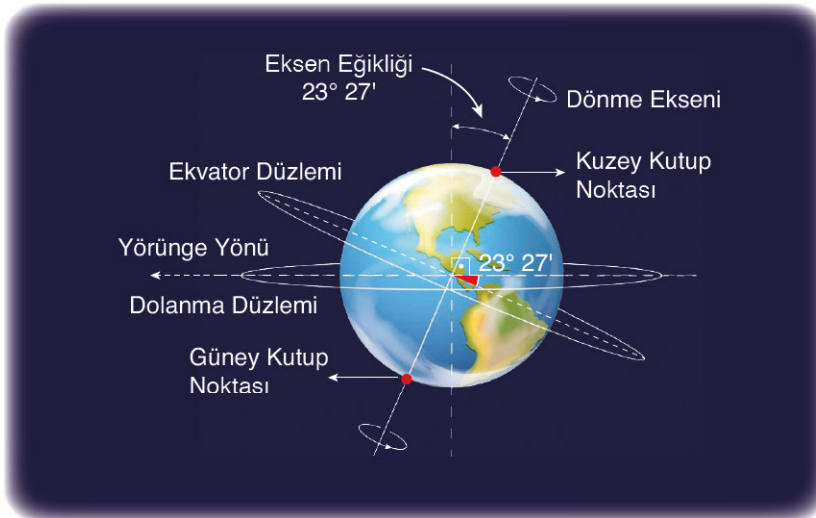 Eksen Eğikliği
23° 27'
Dönme Ekseni
Kuzey Kutup
Noktası
Ekvator Düzlemi
Yörünge Yönü
23° 27'
Dolanma Düzlemi
Güney Kutup
Noktası